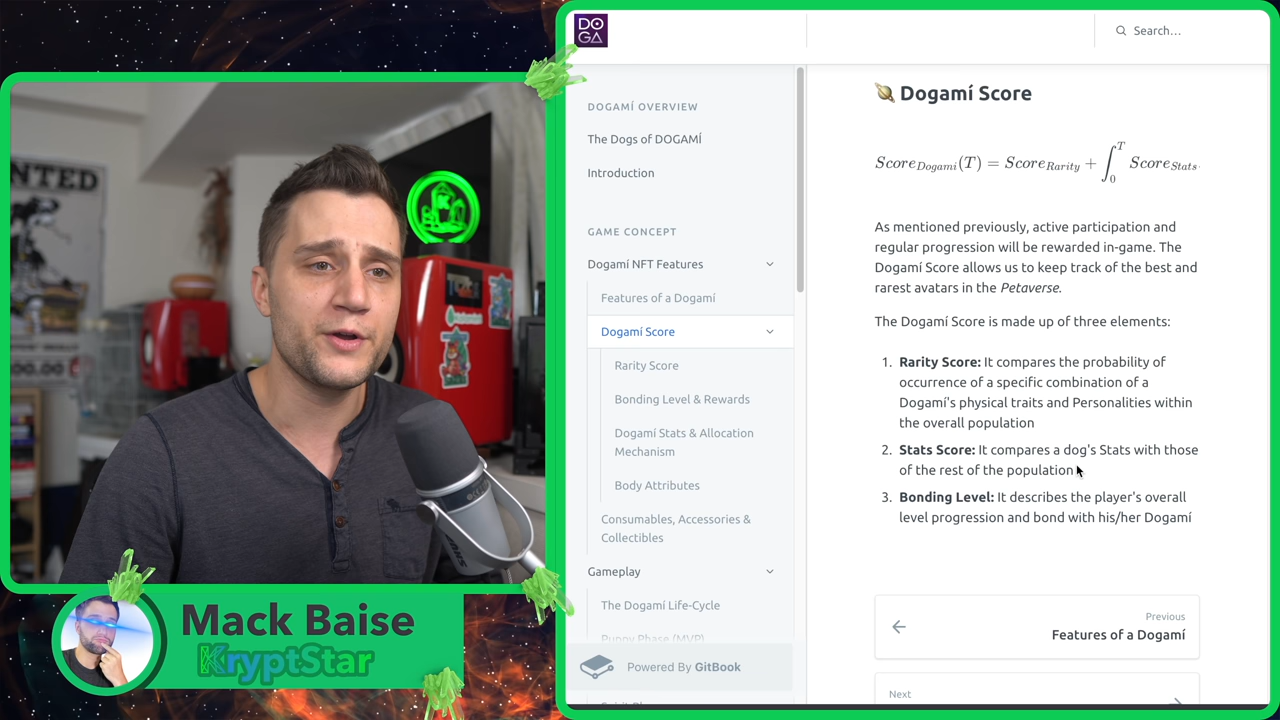 DO
GA
Search…
DOGAMÍ OVERVIEW
The Dogs of DOGAMÍ
Introduction
GAME CONCEPT
Dogamí NFT Features
Features of a Dogamí
Dogamí Score
Rarity Score
Bonding Level & Rewards
Dogamí Stats & Allocation
Mechanism
Body Attributes
Consumables, Accessories &
Collectibles
Gameplay
The Dogamí Life-Cycle
Puppy Phase (MVP)
Powered By GitBook
🪐 Dogamí Score
Score_Dogami(T) = Score_Rarity + ∫_0^T Score_Stats
As mentioned previously, active participation and
regular progression will be rewarded in-game. The
Dogamí Score allows us to keep track of the best and
rarest avatars in the Petaverse.
The Dogamí Score is made up of three elements:
1. Rarity Score: It compares the probability of
occurrence of a specific combination of a
Dogamí's physical traits and Personalities within
the overall population
2. Stats Score: It compares a dog's Stats with those
of the rest of the population
3. Bonding Level: It describes the player's overall
level progression and bond with his/her Dogamí
Previous
Features of a Dogamí
Next
Mack Baise
KryptStar